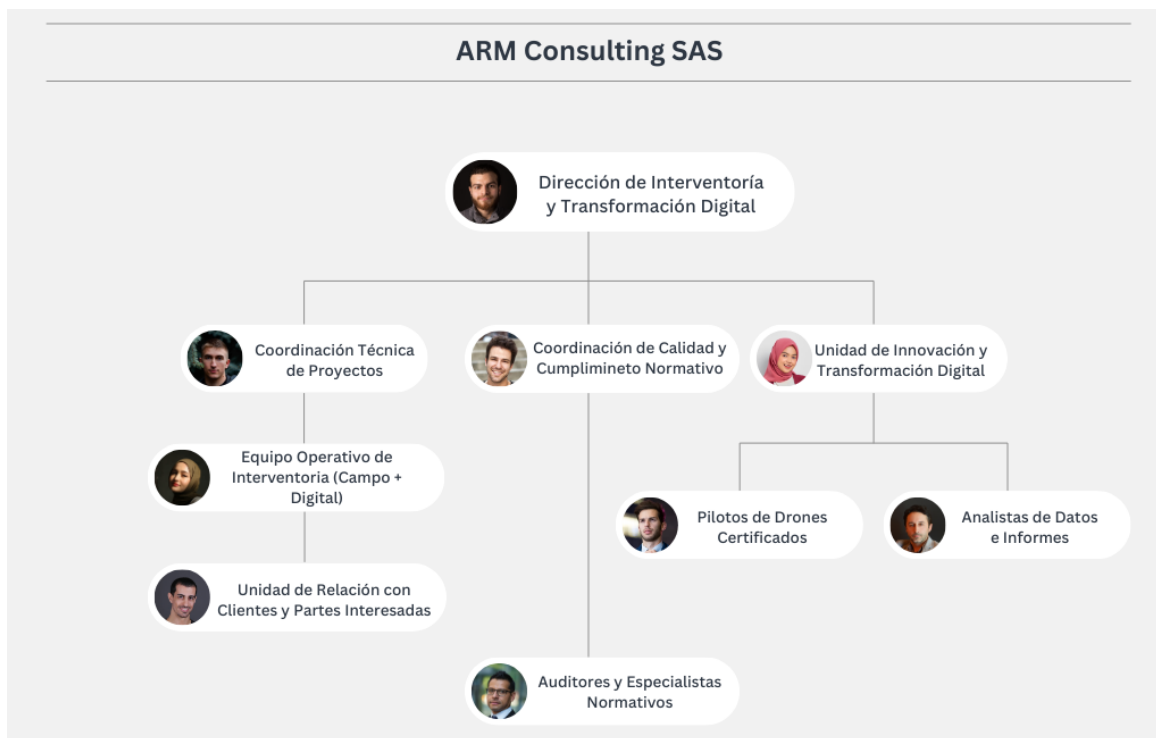 ARM Consulting SAS
Dirección de Interventoría
y Transformación Digital
Coordinación Técnica
de Proyectos
Coordinación de Calidad y
Cumplimineto Normativo
Unidad de Innovación y
Transformación Digital
Equipo Operativo de
Interventoria (Campo +
Digital)
Pilotos de Drones
Certificados
Analistas de Datos
e Informes
Unidad de Relación con
Clientes y Partes Interesadas
Auditores y Especialistas
Normativos